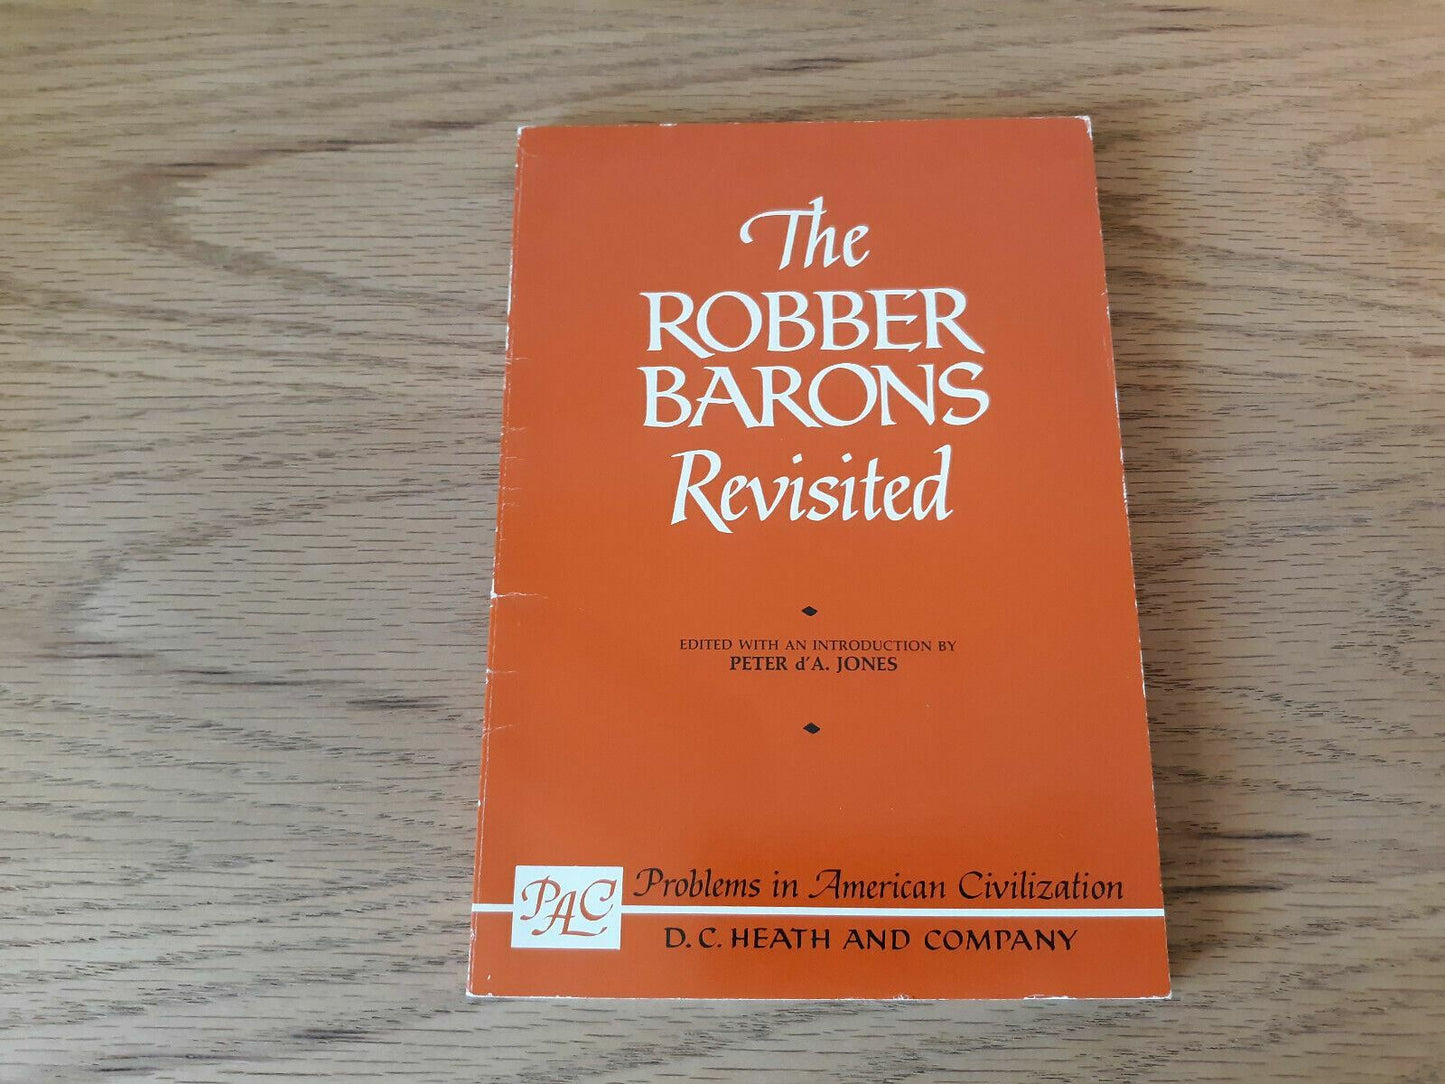 The
ROBBER
BARONS
Revisited
EDITED WITH AN INTRODUCTION BY
PETER d'A. JONES
PAC
Problems in American Civilization
D. C. HEATH AND COMPANY